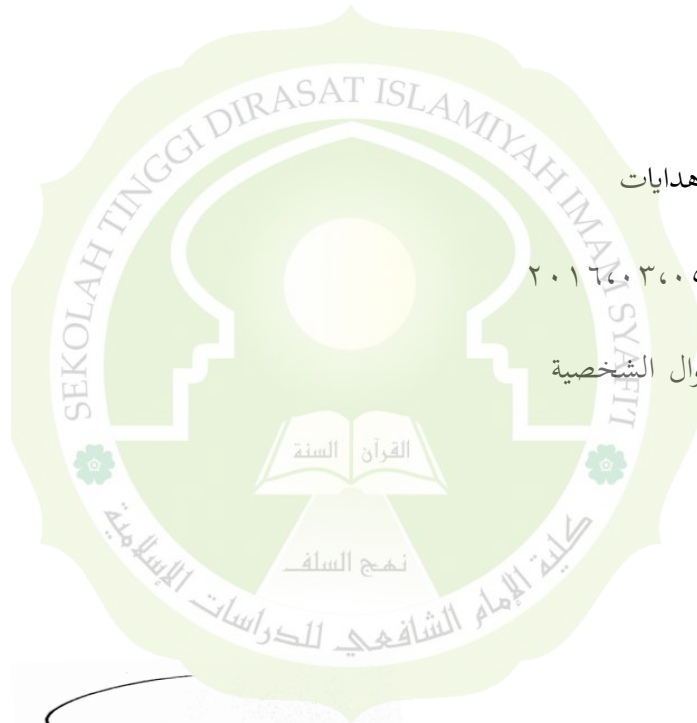 SEKOLAH TINGGI DIRASAT ISLAMIYAH IMAM SYAFI'I
هدايات
٢٠١٦،٠٣،٠
الشخصية
القرآن السنة
نهج السلف
كلية الإمام الشافعي للدراسات الإسلامية